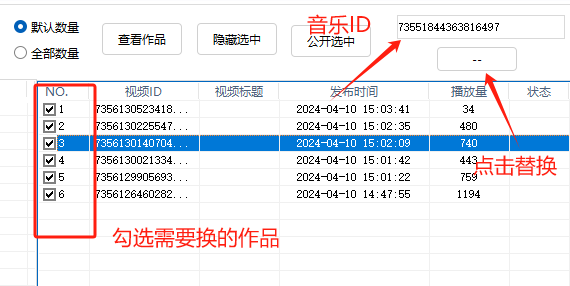 默认数量
全部数量
查看作品
隐藏选中
公开选中
音乐ID
73551844363816497
--
NO. 视频ID 视频标题 发布时间 播放量 状态
1 7356130523418... 2024-04-10 15:03:41 34
2 7356130225547... 2024-04-10 15:02:35 480
3 7356130140704... 2024-04-10 15:02:09 740
4 7356130021334... 2024-04-10 15:01:42 443
5 7356129905693... 2024-04-10 15:01:22 759
6 7356126460282... 2024-04-10 14:47:55 1194
点击替换
勾选需要换的作品